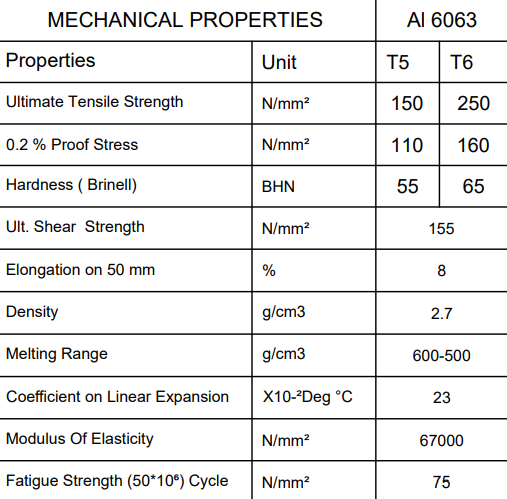 MECHANICAL PROPERTIES Al 6063
Properties Unit T5 T6
Ultimate Tensile Strength N/mm² 150 250
0.2 % Proof Stress N/mm² 110 160
Hardness ( Brinell) BHN 55 65
Ult. Shear Strength N/mm² 155
Elongation on 50 mm % 8
Density g/cm3 2.7
Melting Range g/cm3 600-500
Coefficient on Linear Expansion X10-²Deg °C 23
Modulus Of Elasticity N/mm² 67000
Fatigue Strength (50*10⁶) Cycle N/mm² 75